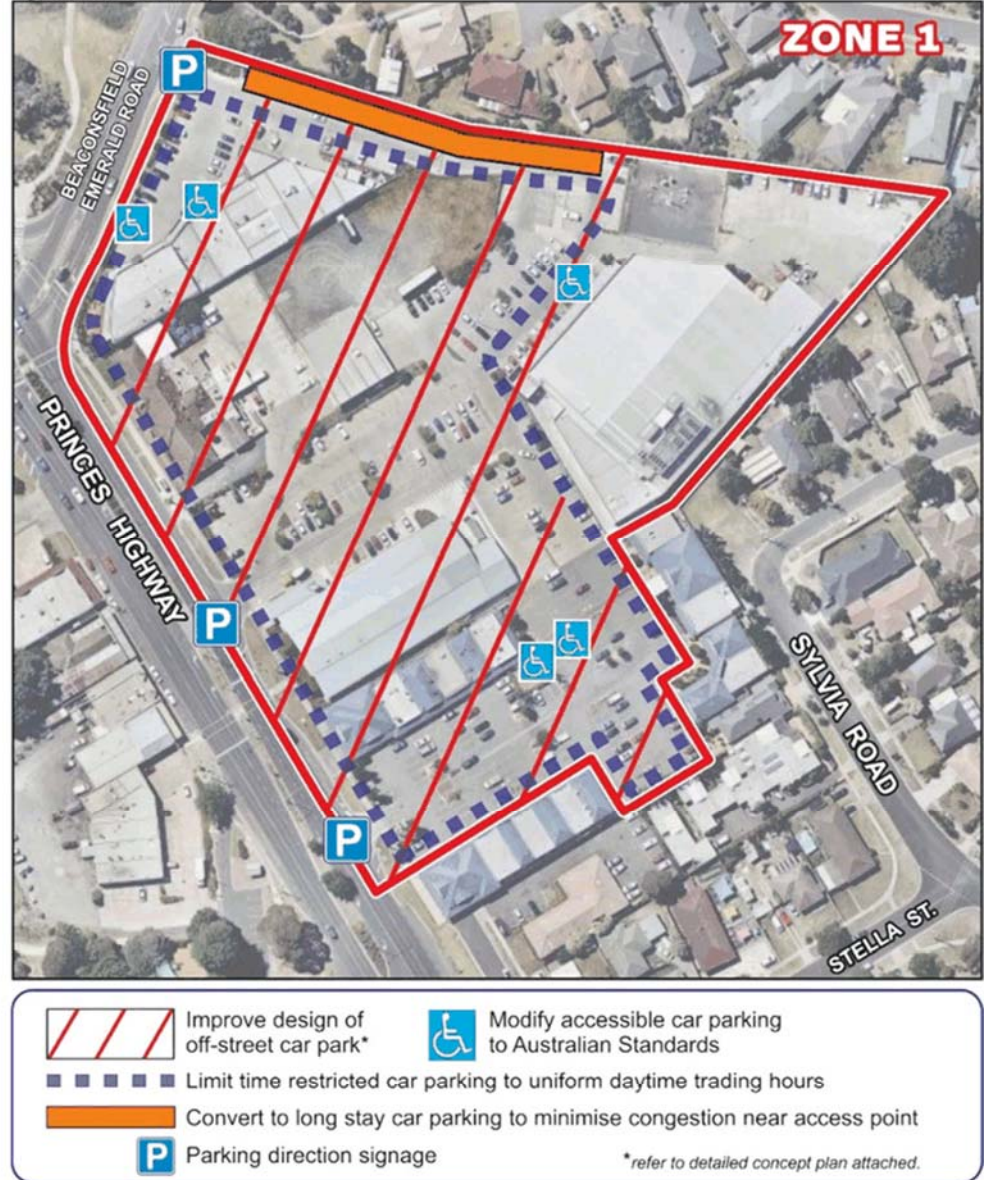 ZONE 1
P
BEACONSFIELD
EMERALD ROAD
PRINCES HIGHWAY
P
SYLVIA ROAD
P
STELLA ST.
Improve design of
off-street car park*
Modify accessible car parking
to Australian Standards
Limit time restricted car parking to uniform daytime trading hours
Convert to long stay car parking to minimise congestion near access point
P
Parking direction signage
*refer to detailed concept plan attached.